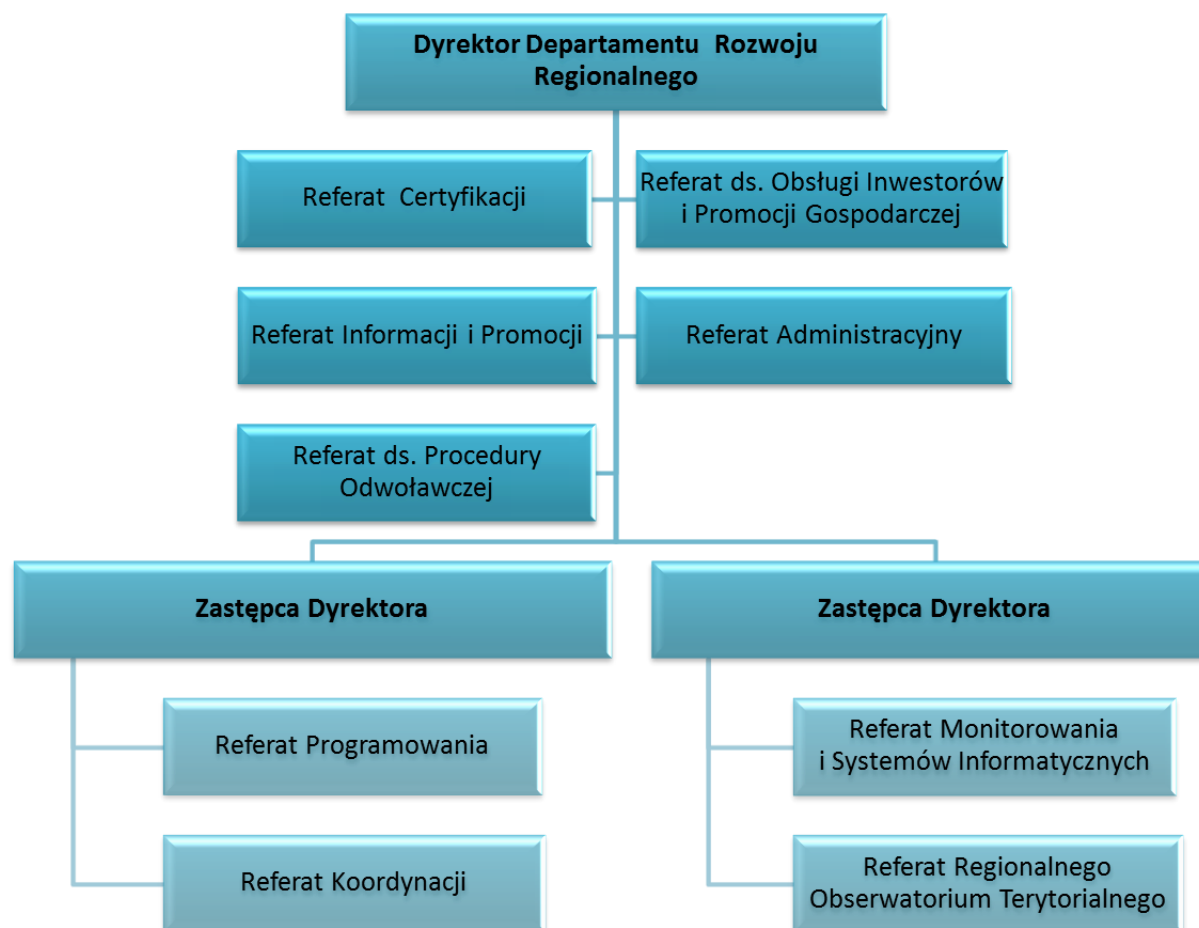 Dyrektor Departamentu Rozwoju
Regionalnego
Referat Certyfikacji
Referat ds. Obsługi Inwestorów
i Promocji Gospodarczej
Referat Informacji i Promocji
Referat Administracyjny
Referat ds. Procedury
Odwoławczej
Zastępca Dyrektora
Zastępca Dyrektora
Referat Programowania
Referat Monitorowania
i Systemów Informatycznych
Referat Koordynacji
Referat Regionalnego
Obserwatorium Terytorialnego